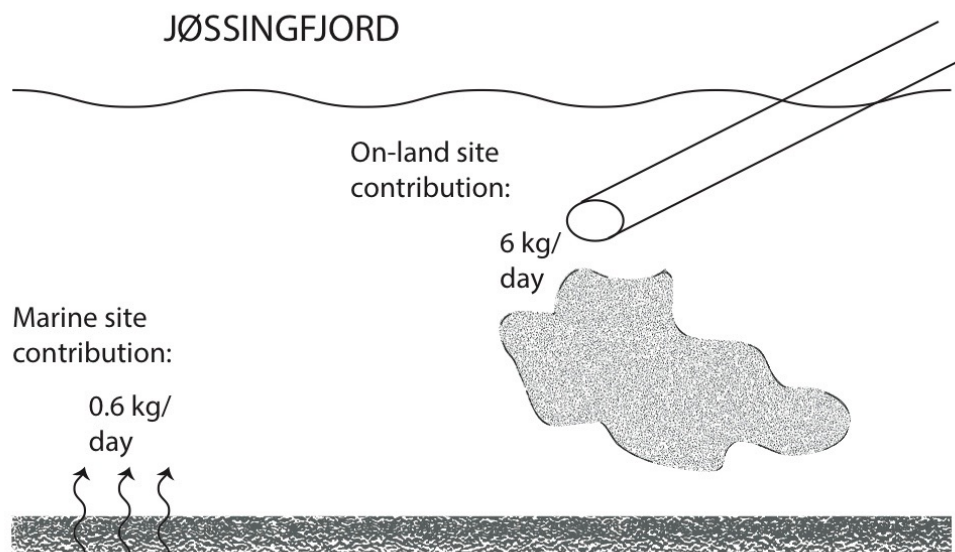 JØSSINGFJORD
On-land site
contribution:
6 kg/
day
Marine site
contribution:
0.6 kg/
day